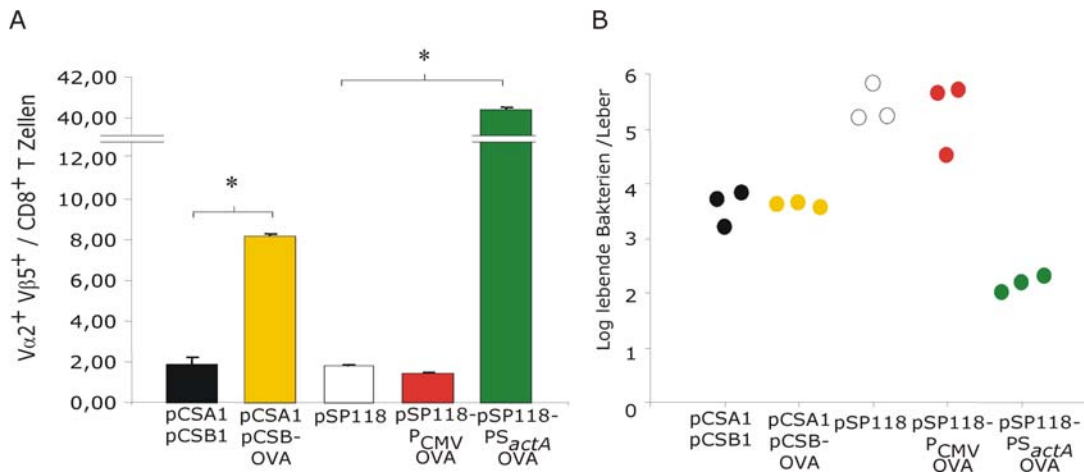 A
Vα2⁺ Vβ5⁺ / CD8⁺ T Zellen
42,00
40,00
12,00
10,00
8,00
6,00
4,00
2,00
0,00
*
*
pCSA1
pCSB1
pCSA1
pCSB-
OVA
pSP118
pSP118-
PCMV
OVA
pSP118-
PSactA
OVA
B
Log lebende Bakterien /Leber
6
5
4
3
2
1
0
pCSA1
pCSB1
pCSA1
pCSB-
OVA
pSP118
pSP118-
PCMV
OVA
pSP118-
PSactA
OVA